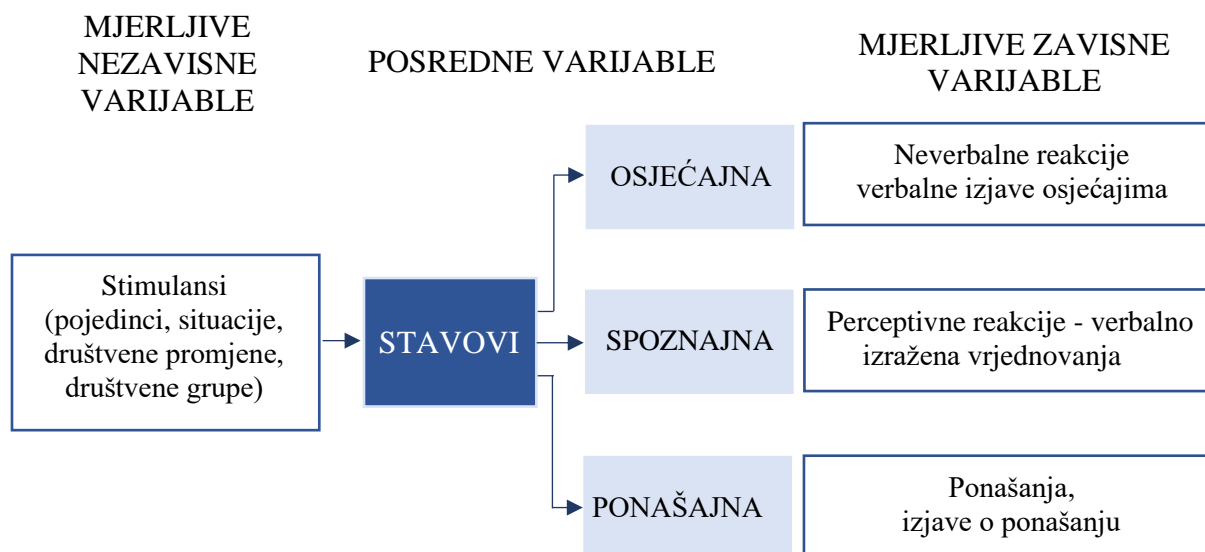 MJERLJIVE
NEZAVISNE
VARIJABLE
POSREDNE VARIJABLE
MJERLJIVE ZAVISNE
VARIJABLE
Stimulansi
(pojedinci, situacije,
društvene promjene,
društvene grupe)
STAVOVI
OSJEĆAJNA
Neverbalne reakcije
verbalne izjave osjećajima
SPOZNAJNA
Perceptivne reakcije - verbalno
izražena vrjednovanja
PONAŠAJNA
Ponašanja,
izjave o ponašanju